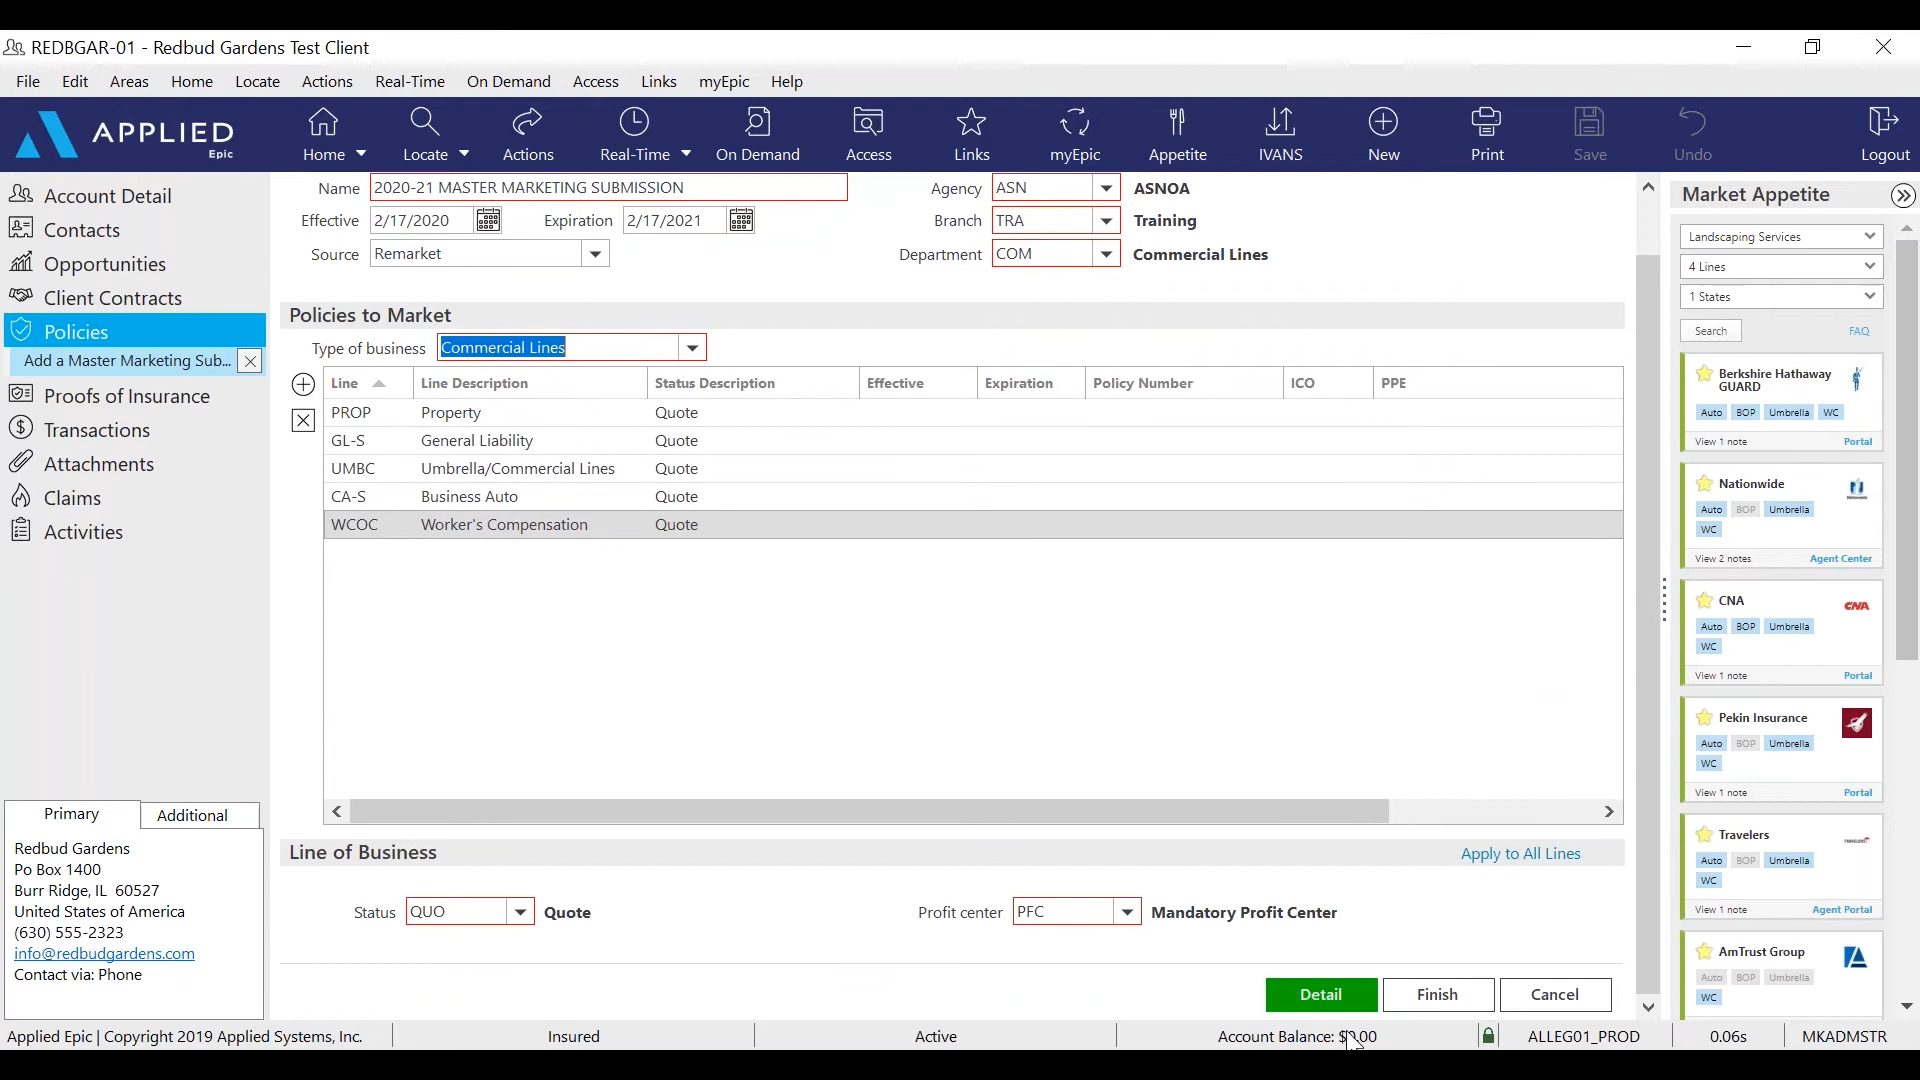 REDBGAR-01 - Redbud Gardens Test Client
File Edit Areas Home Locate Actions Real-Time On Demand Access Links myEpic Help
APPLIED Epic
Home Locate Actions Real-Time On Demand Access Links myEpic Appetite IVANS New Print Save Undo Logout
Account Detail
Contacts
Opportunities
Client Contracts
Policies
Add a Master Marketing Sub...
Proofs of Insurance
Transactions
Attachments
Claims
Activities
Primary Additional
Redbud Gardens
Po Box 1400
Burr Ridge, IL 60527
United States of America
(630) 555-2323
info@redbudgardens.com
Contact via: Phone
Name 2020-21 MASTER MARKETING SUBMISSION Agency ASN ASNOA
Effective 2/17/2020 Expiration 2/17/2021 Branch TRA Training
Source Remarket Department COM Commercial Lines
Policies to Market
Type of business Commercial Lines
Line Line Description Status Description Effective Expiration Policy Number ICO PPE
PROP Property Quote
GL-S General Liability Quote
UMBC Umbrella/Commercial Lines Quote
CA-S Business Auto Quote
WCOC Worker's Compensation Quote
Line of Business Apply to All Lines
Status QUO Quote Profit center PFC Mandatory Profit Center
Detail Finish Cancel
Market Appetite
Landscaping Services
4 Lines
1 States
Search FAQ
Berkshire Hathaway
GUARD
Auto BOP Umbrella WC
View 1 note Portal
Nationwide
Auto BOP Umbrella
WC
View 2 notes Agent Center
CNA CNA
Auto BOP Umbrella
WC
View 1 note Portal
Pekin Insurance
Auto BOP Umbrella
WC
View 1 note Portal
Travelers
Auto BOP Umbrella
WC
View 1 note Agent Portal
AmTrust Group
Auto BOP Umbrella
WC
Applied Epic | Copyright 2019 Applied Systems, Inc. Insured Active Account Balance: $0.00 ALLEG01_PROD 0.06s MKADMSTR